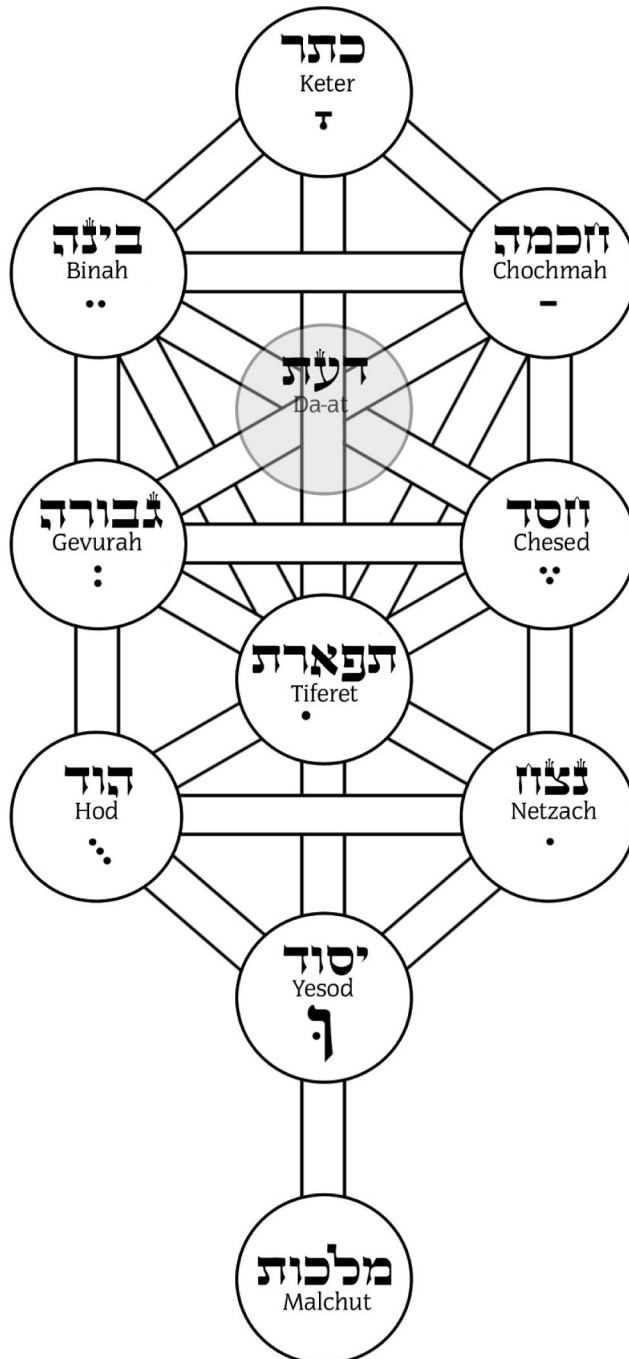 כתר
Keter
בינה
Binah
חכמה
Chochmah
דעת
Da-at
גבורה
Gevurah
חסד
Chesed
תפארת
Tiferet
הוד
Hod
נצח
Netzach
יסוד
Yesod
מלכות
Malchut